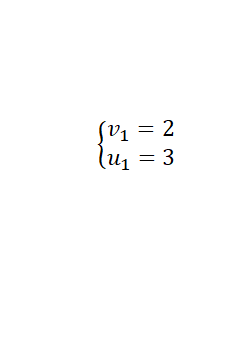 v₁ = 2
u₁ = 3